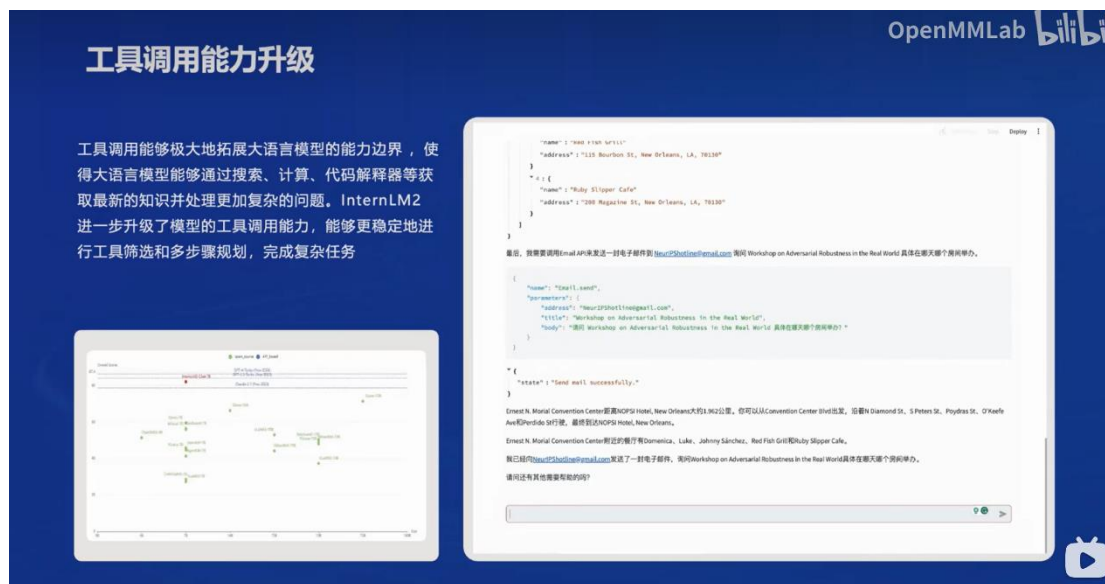 OpenMMLab bilibi
工具调用能力升级
工具调用能够极大地拓展大语言模型的能力边界，使
得大语言模型能够通过搜索、计算、代码解释器等获
取最新的知识并处理更加复杂的问题。InternLM2
进一步升级了模型的工具调用能力，能够更稳定地进
行工具筛选和多步骤规划，完成复杂任务
Deploy
"name" : "Red Fish Grill"
"address" : "115 Bourbon St, New Orleans, LA, 70130"
}
4 : {
"name" : "Ruby Slipper Cafe"
"address" : "200 Magazine St, New Orleans, LA, 70130"
}
]
}
最后，我需要调用Email API来发送一封电子邮件到 NeurIPShotline@gmail.com 询问 Workshop on Adversarial Robustness in the Real World 具体在哪天哪个房间举办。
{
"name": "Email.send",
"parameters": {
"address": "NeurIPShotline@gmail.com",
"title": "Workshop on Adversarial Robustness in the Real World",
"body": "请问 Workshop on Adversarial Robustness in the Real World 具体在哪天哪个房间举办？"
}
}
{
"state" : "Send mail successfully."
}
Ernest N. Morial Convention Center距离NOPSI Hotel, New Orleans大约1.962公里。你可以从Convention Center Blvd出发，沿着N Diamond St、S Peters St、Poydras St、O'Keefe
Ave和Perdido St行驶，最终到达NOPSI Hotel, New Orleans。
Ernest N. Morial Convention Center附近的餐厅有Domenica、Luke、Johnny Sánchez、Red Fish Grill和Ruby Slipper Cafe。
我已经向NeurIPShotline@gmail.com发送了一封电子邮件，询问Workshop on Adversarial Robustness in the Real World具体在哪天哪个房间举办。
请问还有其他需要帮助的吗？